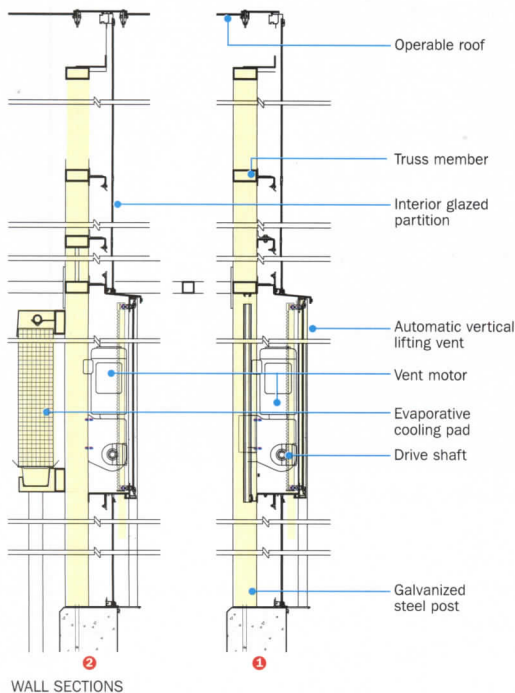 Operable roof
Truss member
Interior glazed
partition
Automatic vertical
lifting vent
Vent motor
Evaporative
cooling pad
Drive shaft
Galvanized
steel post
2
1
WALL SECTIONS